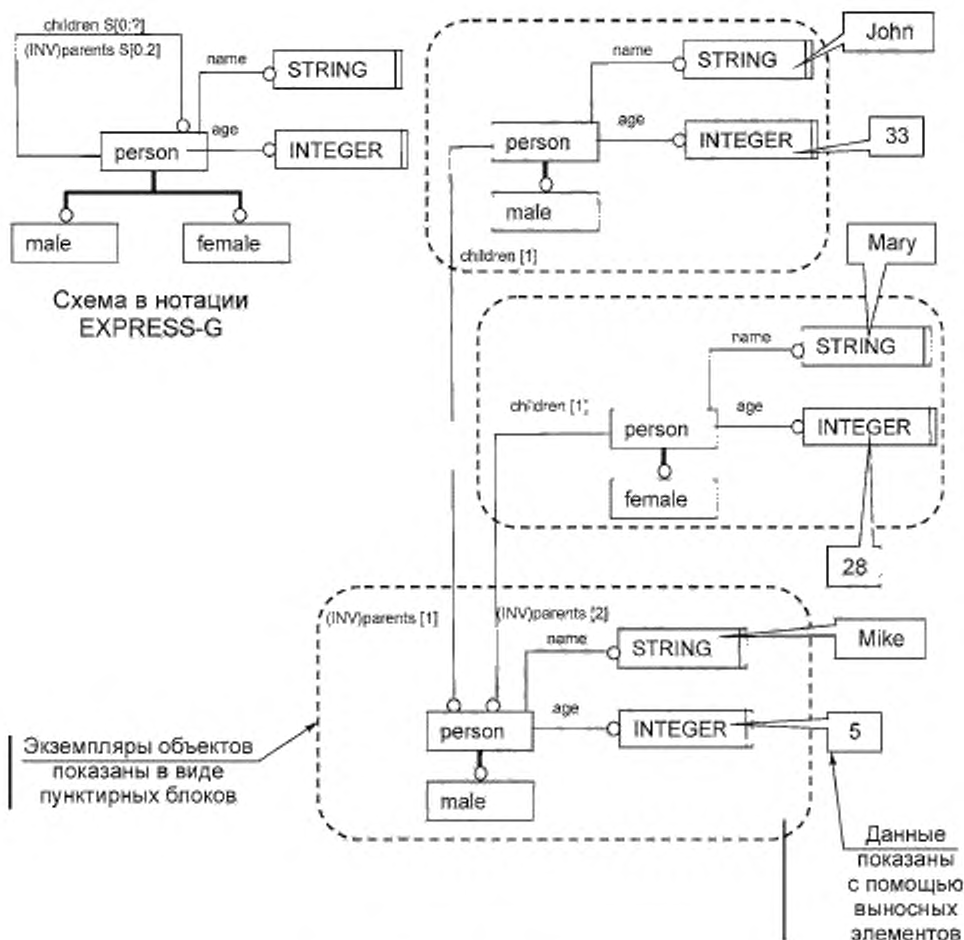 children S[0:?]
(INV)parents S[0.2]
name
STRING
age
person
INTEGER
male
female
Схема в нотации
EXPRESS-G
name
STRING
John
age
person
INTEGER
33
male
children [1]
Mary
name
STRING
children [1]
age
person
INTEGER
female
28
(INV)parents [1]
(INV)parents [2]
name
STRING
Mike
age
person
INTEGER
5
male
Экземпляры объектов
показаны в виде
пунктирных блоков
Данные
показаны
с помощью
выносных
элементов